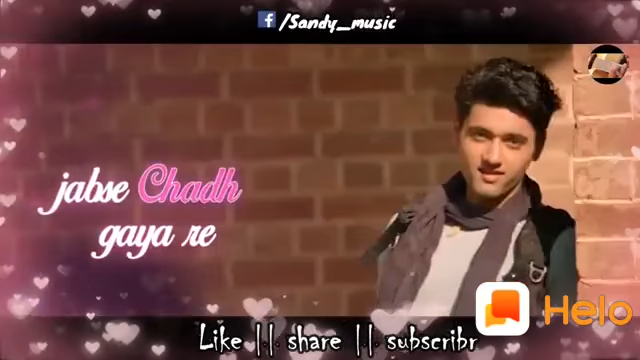 f/Sandy_music
jabse Chadh
gaya re
Helo
Like || share || subscribr